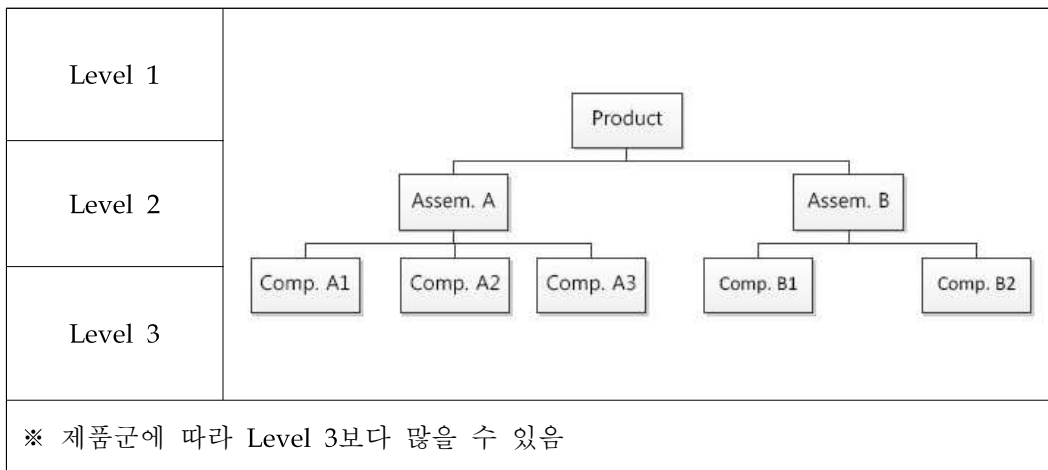 Level 1
Product
Level 2
Assem. A
Assem. B
Comp. A1
Comp. A2
Comp. A3
Comp. B1
Comp. B2
Level 3
※ 제품군에 따라 Level 3보다 많을 수 있음